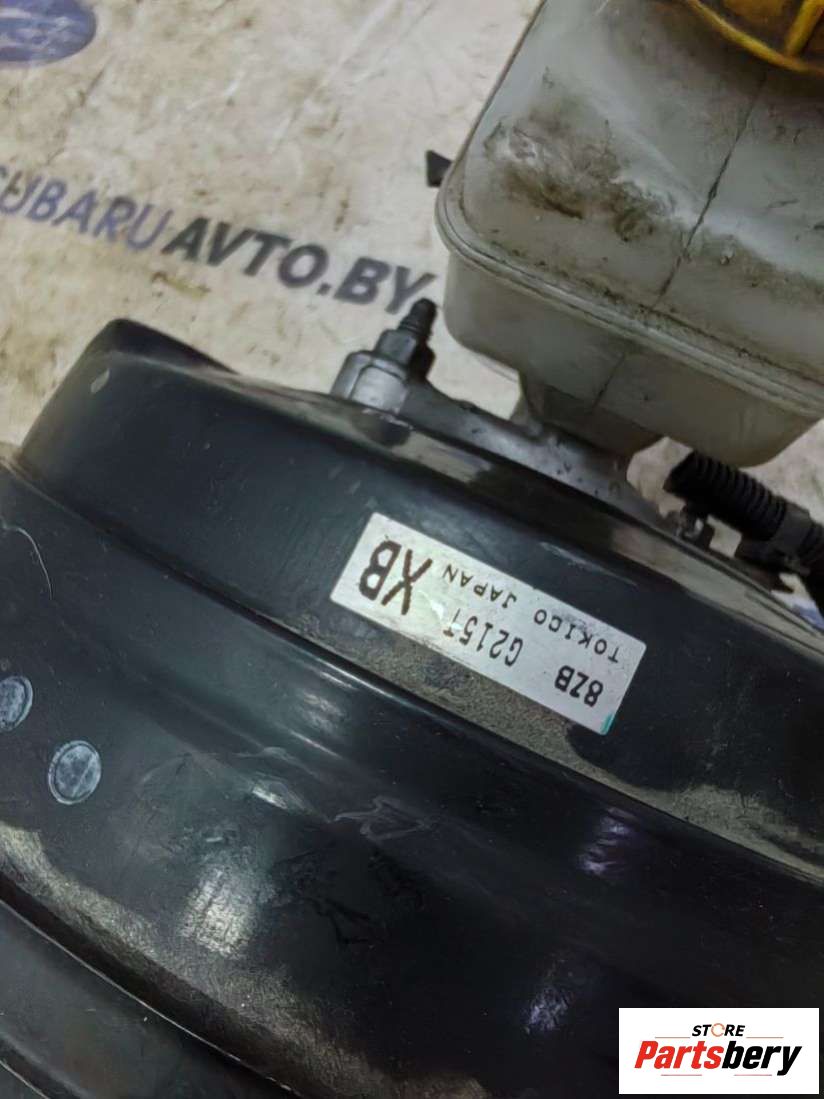 SUBARUAVTO.BY
8ZB G215T XB
TOKICO JAPAN
STORE
Partsbery